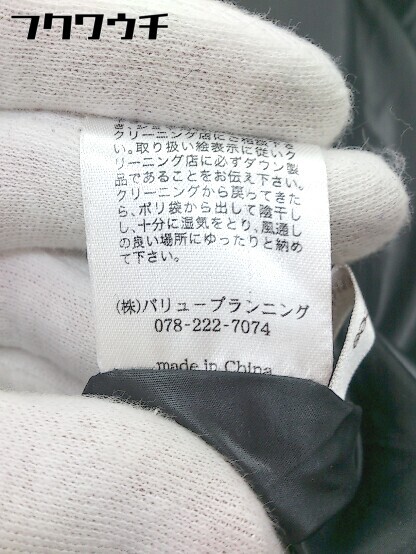 フクワウチ
クリーニング店にご相談下さ
い。取り扱い絵表示に従いク
リーニング店に必ずダウン製
品であることをお伝え下さい。
クリーニングから戻ってきた
ら、ポリ袋から出して陰干し
し、十分に湿気をとり、風通し
の良い場所にゆったりと納め
て下さい。
(株)バリュープランニング
078-222-7074
made in China